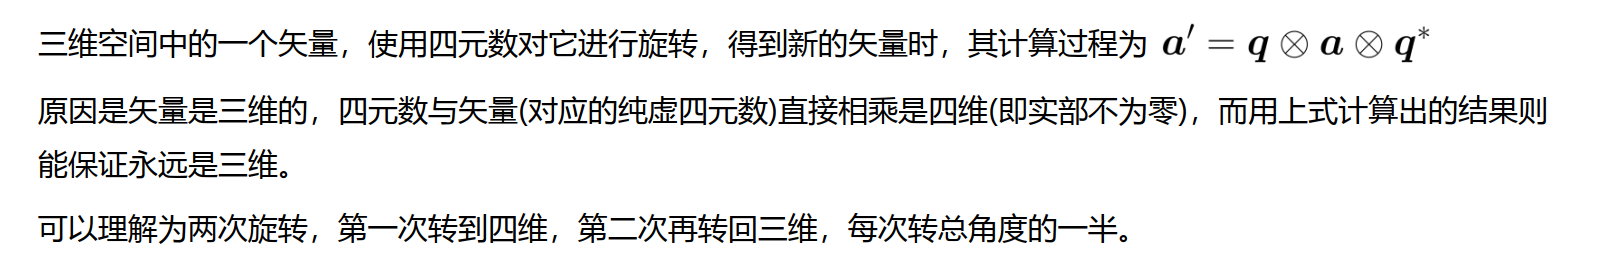 三维空间中的一个矢量，使用四元数对它进行旋转，得到新的矢量时，其计算过程为 a′ = q ⊗ a ⊗ q*
原因是矢量是三维的，四元数与矢量(对应的纯虚四元数)直接相乘是四维(即实部不为零)，而用上式计算出的结果则
能保证永远是三维。
可以理解为两次旋转，第一次转到四维，第二次再转回三维，每次转总角度的一半。